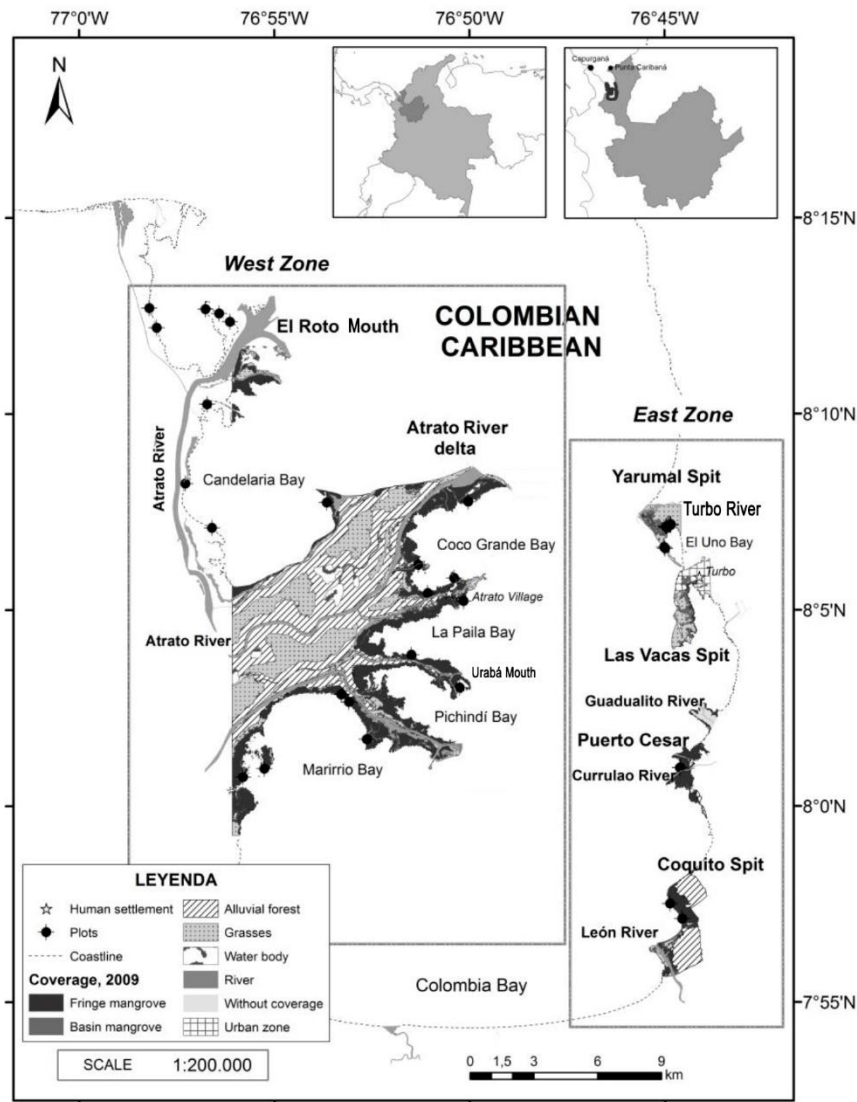 77°0'W
76°55'W
76°50'W
76°45'W
N
Capurganá
Punta Caribaná
8°15'N
West Zone
El Roto Mouth
COLOMBIAN
CARIBBEAN
8°10'N
East Zone
Atrato River
delta
Atrato River
Candelaria Bay
Yarumal Spit
Turbo River
El Uno Bay
Coco Grande Bay
Turbo
Atrato Village
8°5'N
Atrato River
La Paila Bay
Las Vacas Spit
Urabá Mouth
Guadualito River
Pichindí Bay
Puerto Cesar
Marirrio Bay
Currulao River
8°0'N
Coquito Spit
LEYENDA
Human settlement
Alluvial forest
Plots
Grasses
León River
Coastline
Water body
Coverage, 2009
River
Colombia Bay
Fringe mangrove
Without coverage
7°55'N
Basin mangrove
Urban zone
SCALE 1:200.000
0 1,5 3 6 9
km